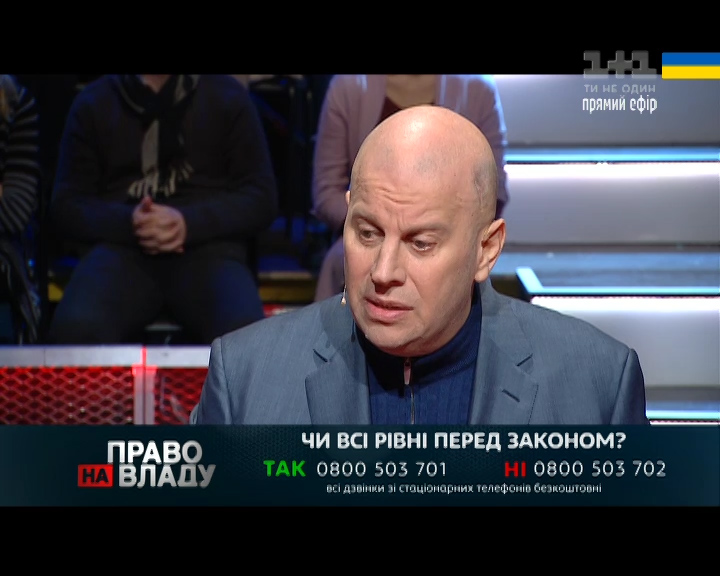 1+1
ТИ НЕ ОДИН
ПРЯМИЙ ЕФІР
ПРАВО
НА ВЛАДУ
ЧИ ВСІ РІВНІ ПЕРЕД ЗАКОНОМ?
ТАК 0800 503 701 НІ 0800 503 702
всі дзвінки зі стаціонарних телефонів безкоштовні